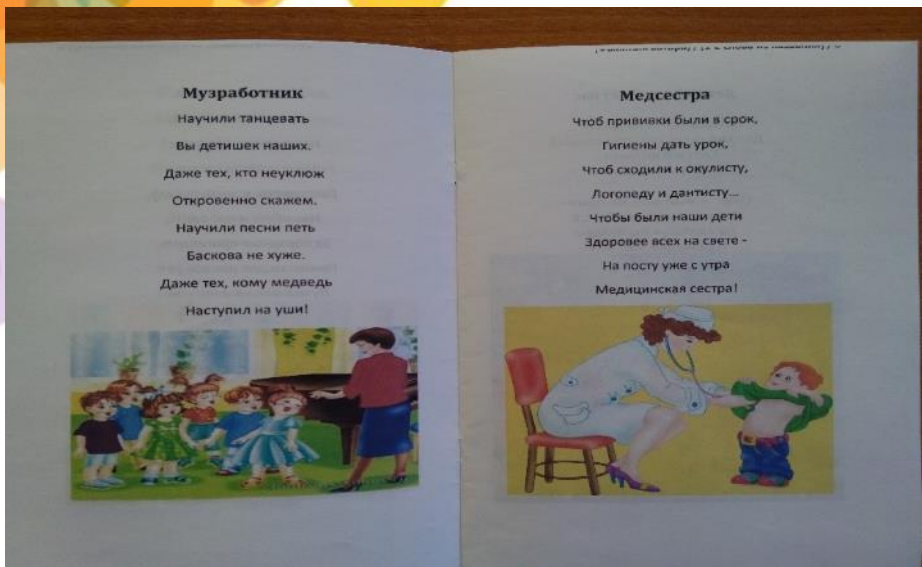 Музработник
Научили танцевать
Вы детишек наших.
Даже тех, кто неуклюж
Откровенно скажем.
Научили песни петь
Баскова не хуже.
Даже тех, кому медведь
Наступил на уши!
Медсестра
Чтоб прививки были в срок,
Гигиены дать урок,
Чтоб сходили к окулисту,
Логопеду и дантисту...
Чтобы были наши дети
Здоровее всех на свете -
На посту уже с утра
Медицинская сестра!